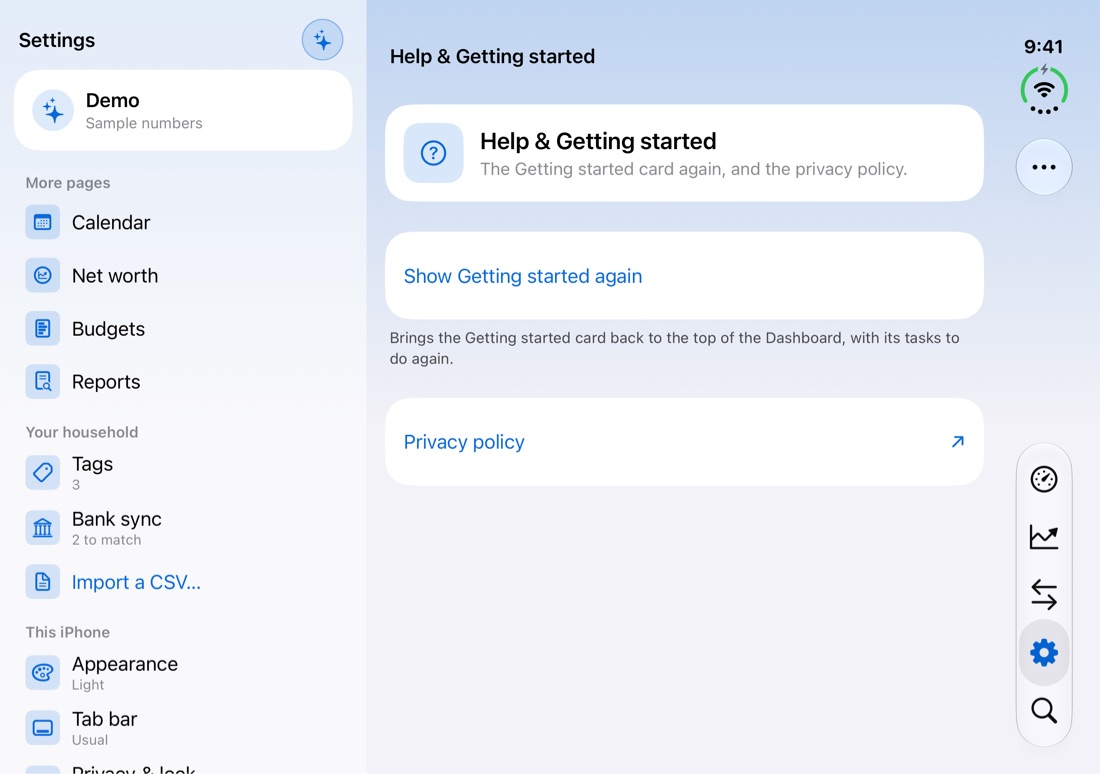 Settings
Demo
Sample numbers
More pages
Calendar
Net worth
Budgets
Reports
Your household
Tags
3
Bank sync
2 to match
Import a CSV...
This iPhone
Appearance
Light
Tab bar
Usual
Privacy & lock
Help & Getting started
Help & Getting started
The Getting started card again, and the privacy policy.
Show Getting started again
Brings the Getting started card back to the top of the Dashboard, with its tasks to
do again.
Privacy policy
9:41